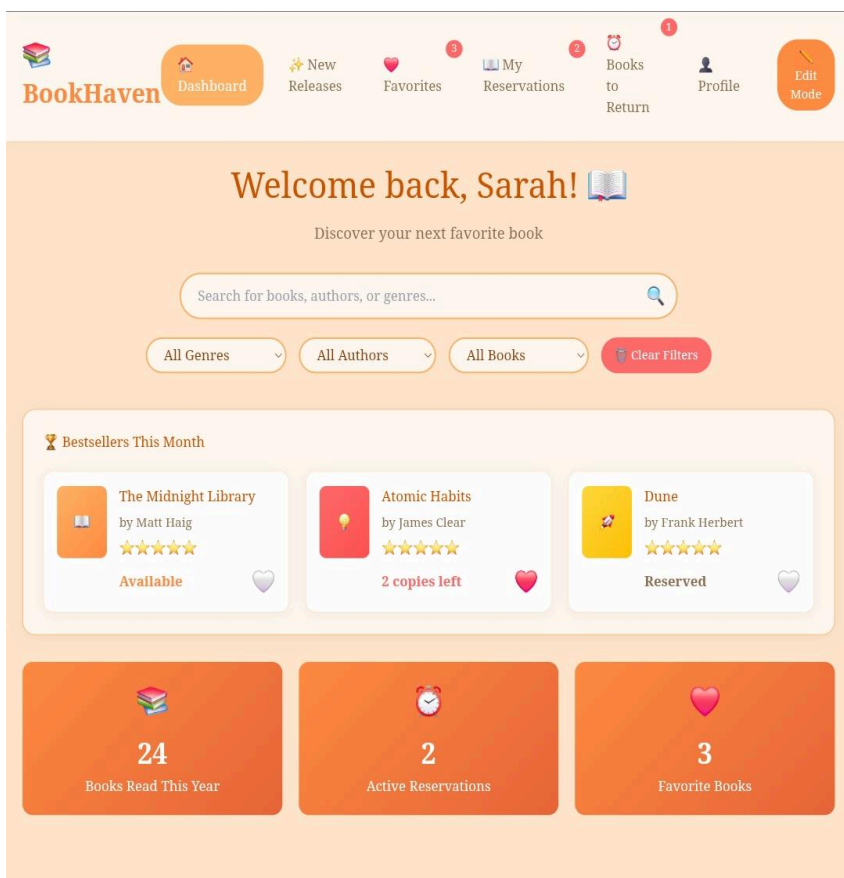 BookHaven
Dashboard
New
Releases
3
Favorites
2
My
Reservations
1
Books
to
Return
Profile
Edit
Mode
Welcome back, Sarah!
Discover your next favorite book
Search for books, authors, or genres...
All Genres
All Authors
All Books
Clear Filters
Bestsellers This Month
The Midnight Library
by Matt Haig
Available
Atomic Habits
by James Clear
2 copies left
Dune
by Frank Herbert
Reserved
24
Books Read This Year
2
Active Reservations
3
Favorite Books